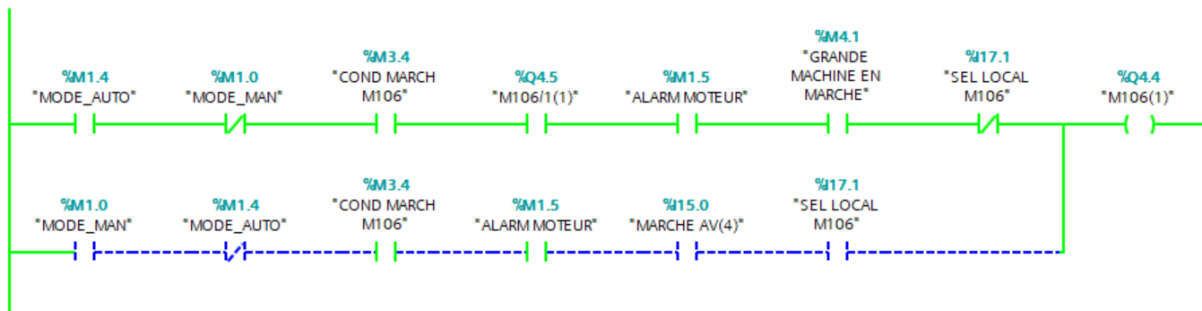 %M1.4
"MODE_AUTO"
%M1.0
"MODE_MAN"
%M3.4
"COND MARCH
M106"
%Q4.5
"M106/1(1)"
%M1.5
"ALARM MOTEUR"
%M4.1
"GRANDE
MACHINE EN
MARCHE"
%I17.1
"SEL LOCAL
M106"
%Q4.4
"M106(1)"
%M1.0
"MODE_MAN"
%M1.4
"MODE_AUTO"
%M3.4
"COND MARCH
M106"
%M1.5
"ALARM MOTEUR"
%I15.0
"MARCHE AV(4)"
%I17.1
"SEL LOCAL
M106"